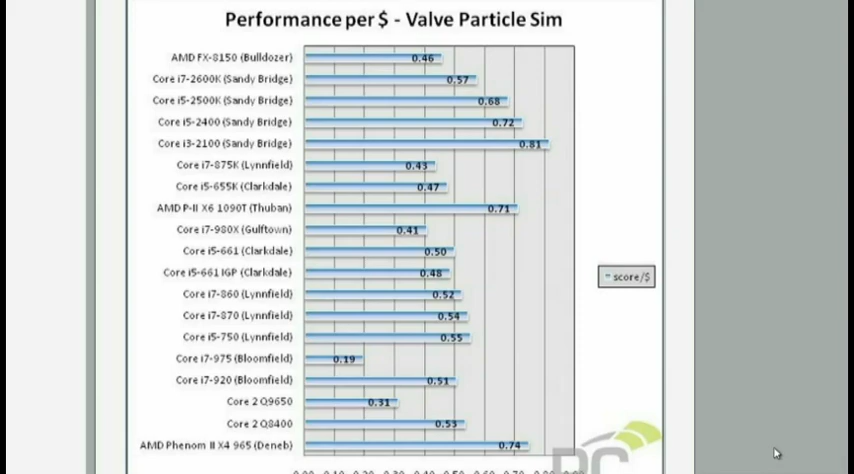 Performance per $ - Valve Particle Sim
AMD FX-8150 (Bulldozer) 0.46
Core i7-2600K (Sandy Bridge) 0.57
Core i5-2500K (Sandy Bridge) 0.68
Core i5-2400 (Sandy Bridge) 0.72
Core i3-2100 (Sandy Bridge) 0.81
Core i7-875K (Lynnfield) 0.43
Core i5-655K (Clarkdale) 0.47
AMD P-II X6 1090T (Thuban) 0.71
Core i7-980X (Gulftown) 0.41
Core i5-661 (Clarkdale) 0.50
Core i5-661 IGP (Clarkdale) 0.48
score/$
Core i7-860 (Lynnfield) 0.52
Core i7-870 (Lynnfield) 0.54
Core i5-750 (Lynnfield) 0.55
Core i7-975 (Bloomfield) 0.19
Core i7-920 (Bloomfield) 0.51
Core 2 Q9650 0.31
Core 2 Q8400 0.53
AMD Phenom II X4 965 (Deneb) 0.74
PC